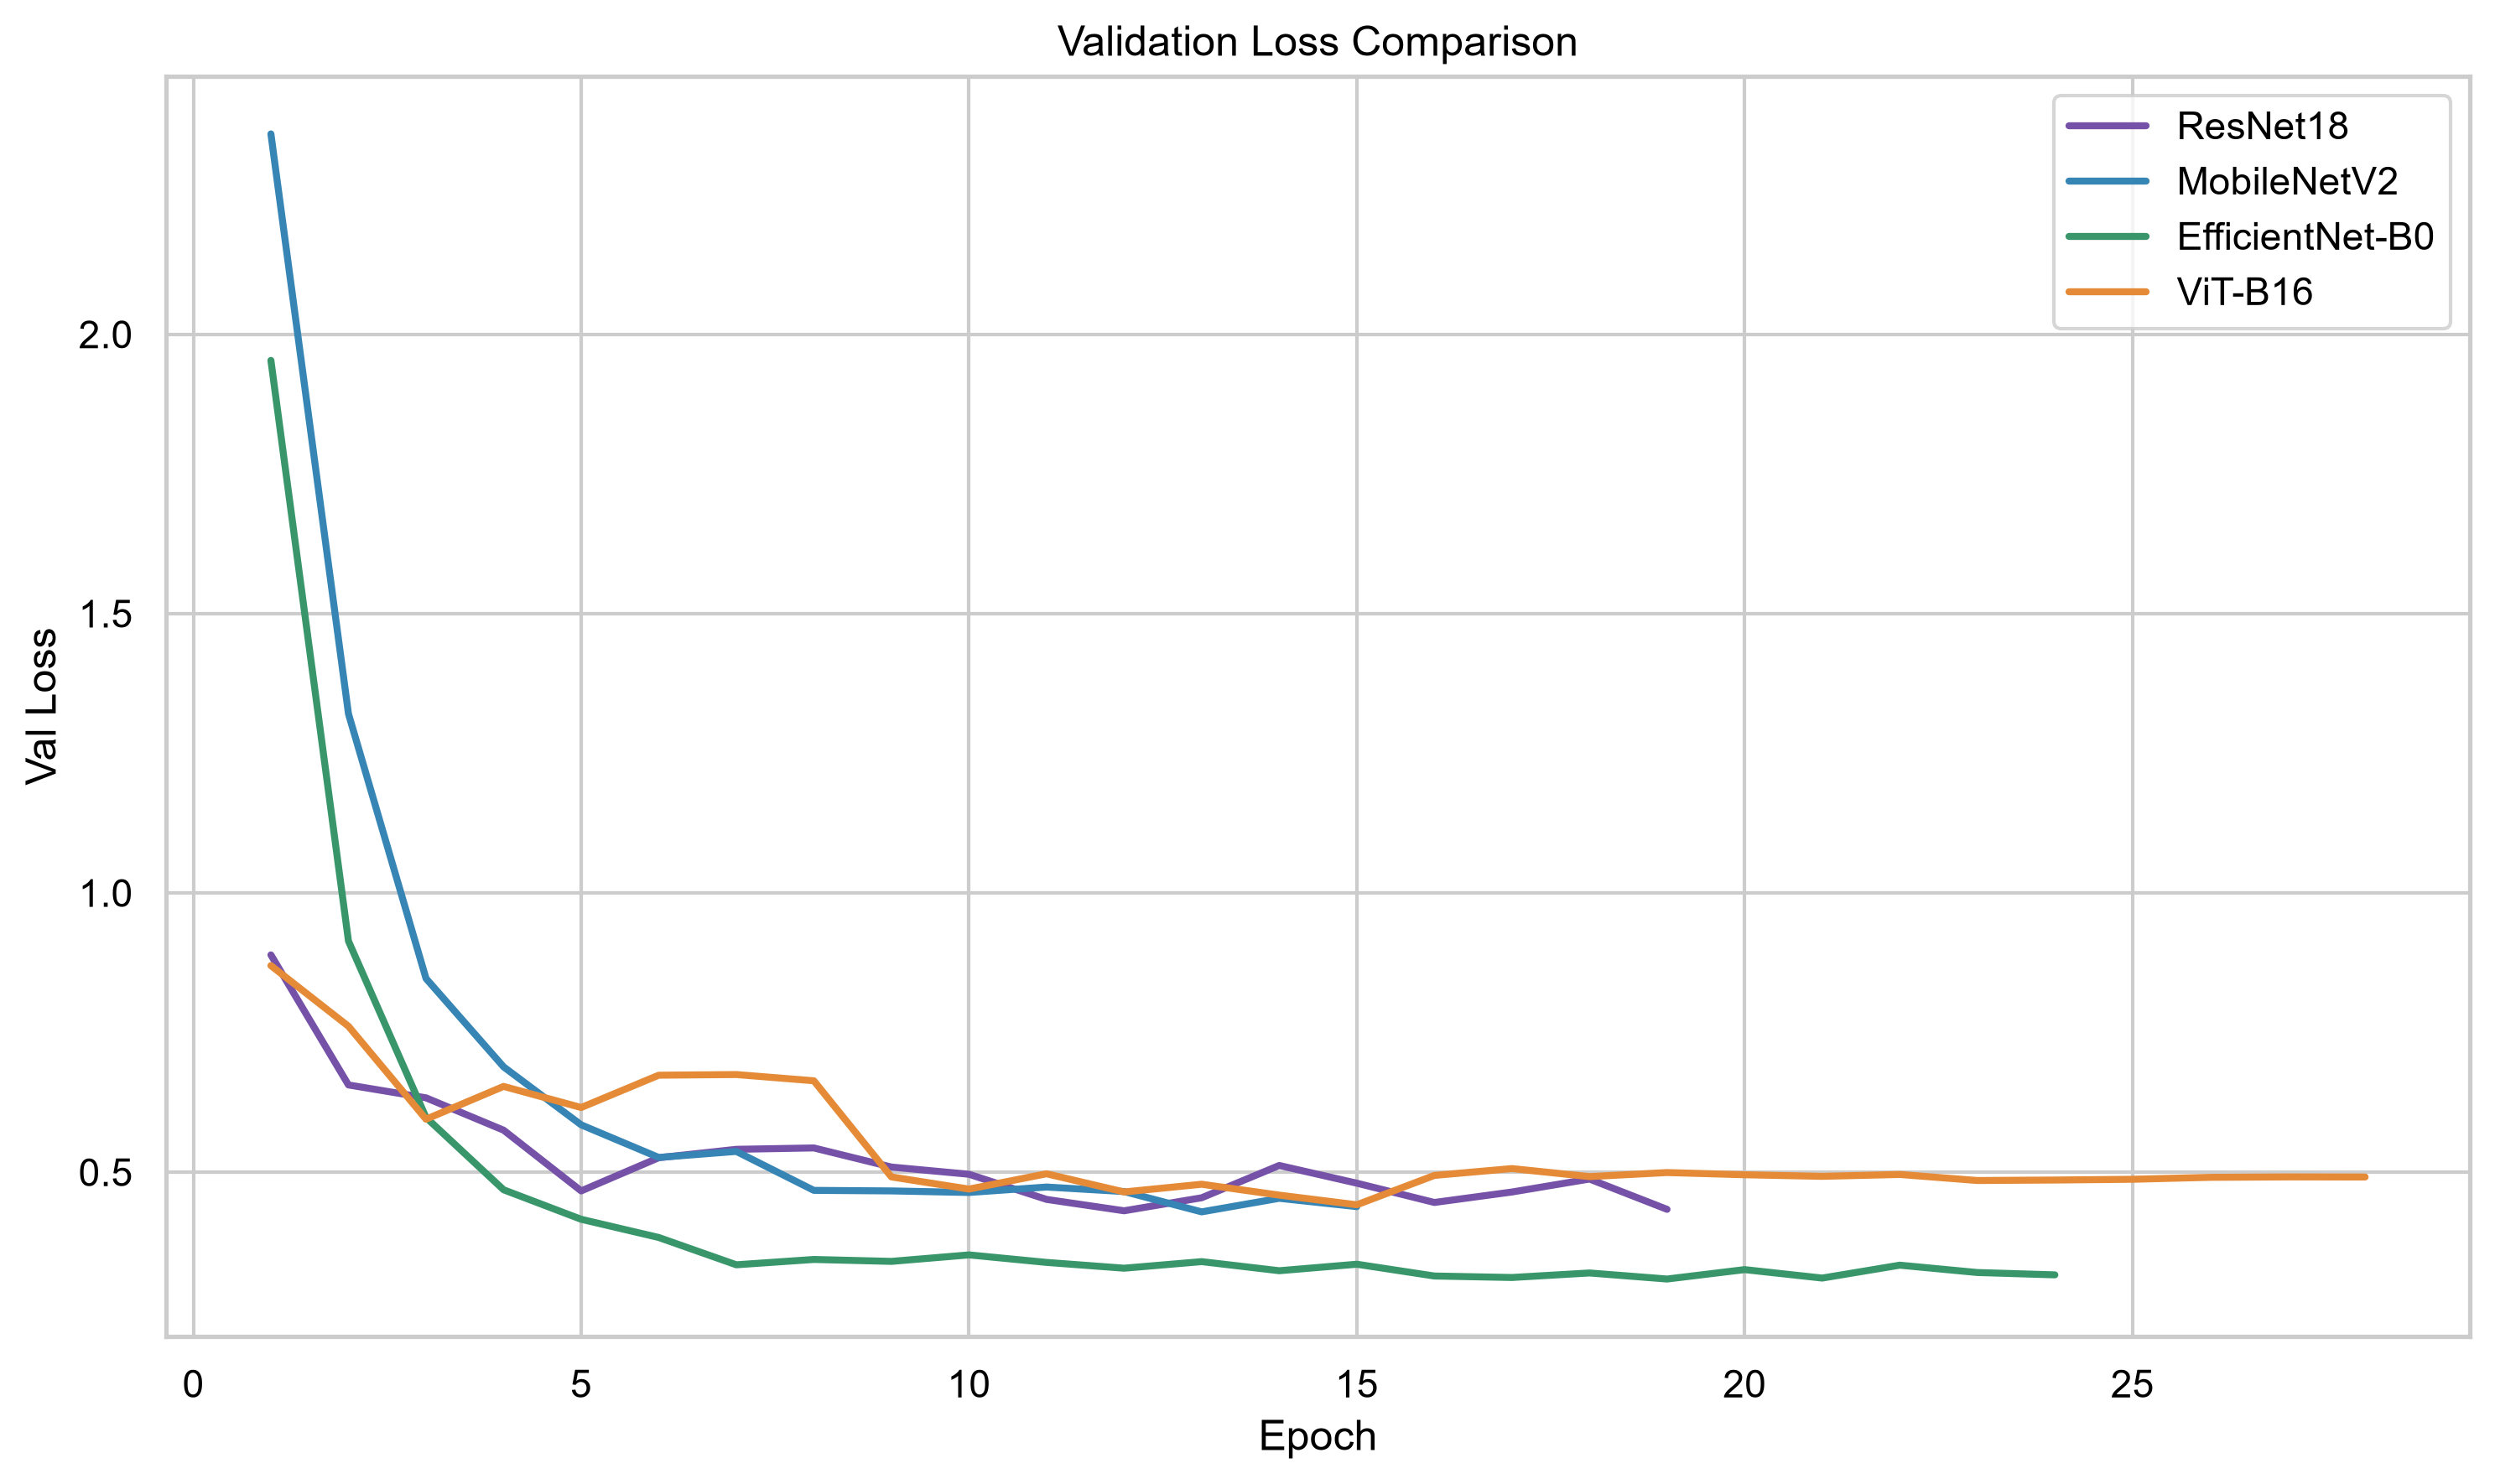 Validation Loss Comparison
ResNet18
MobileNetV2
EfficientNet-B0
ViT-B16
2.0
1.5
1.0
0.5
Val Loss
0 5 10 15 20 25
Epoch